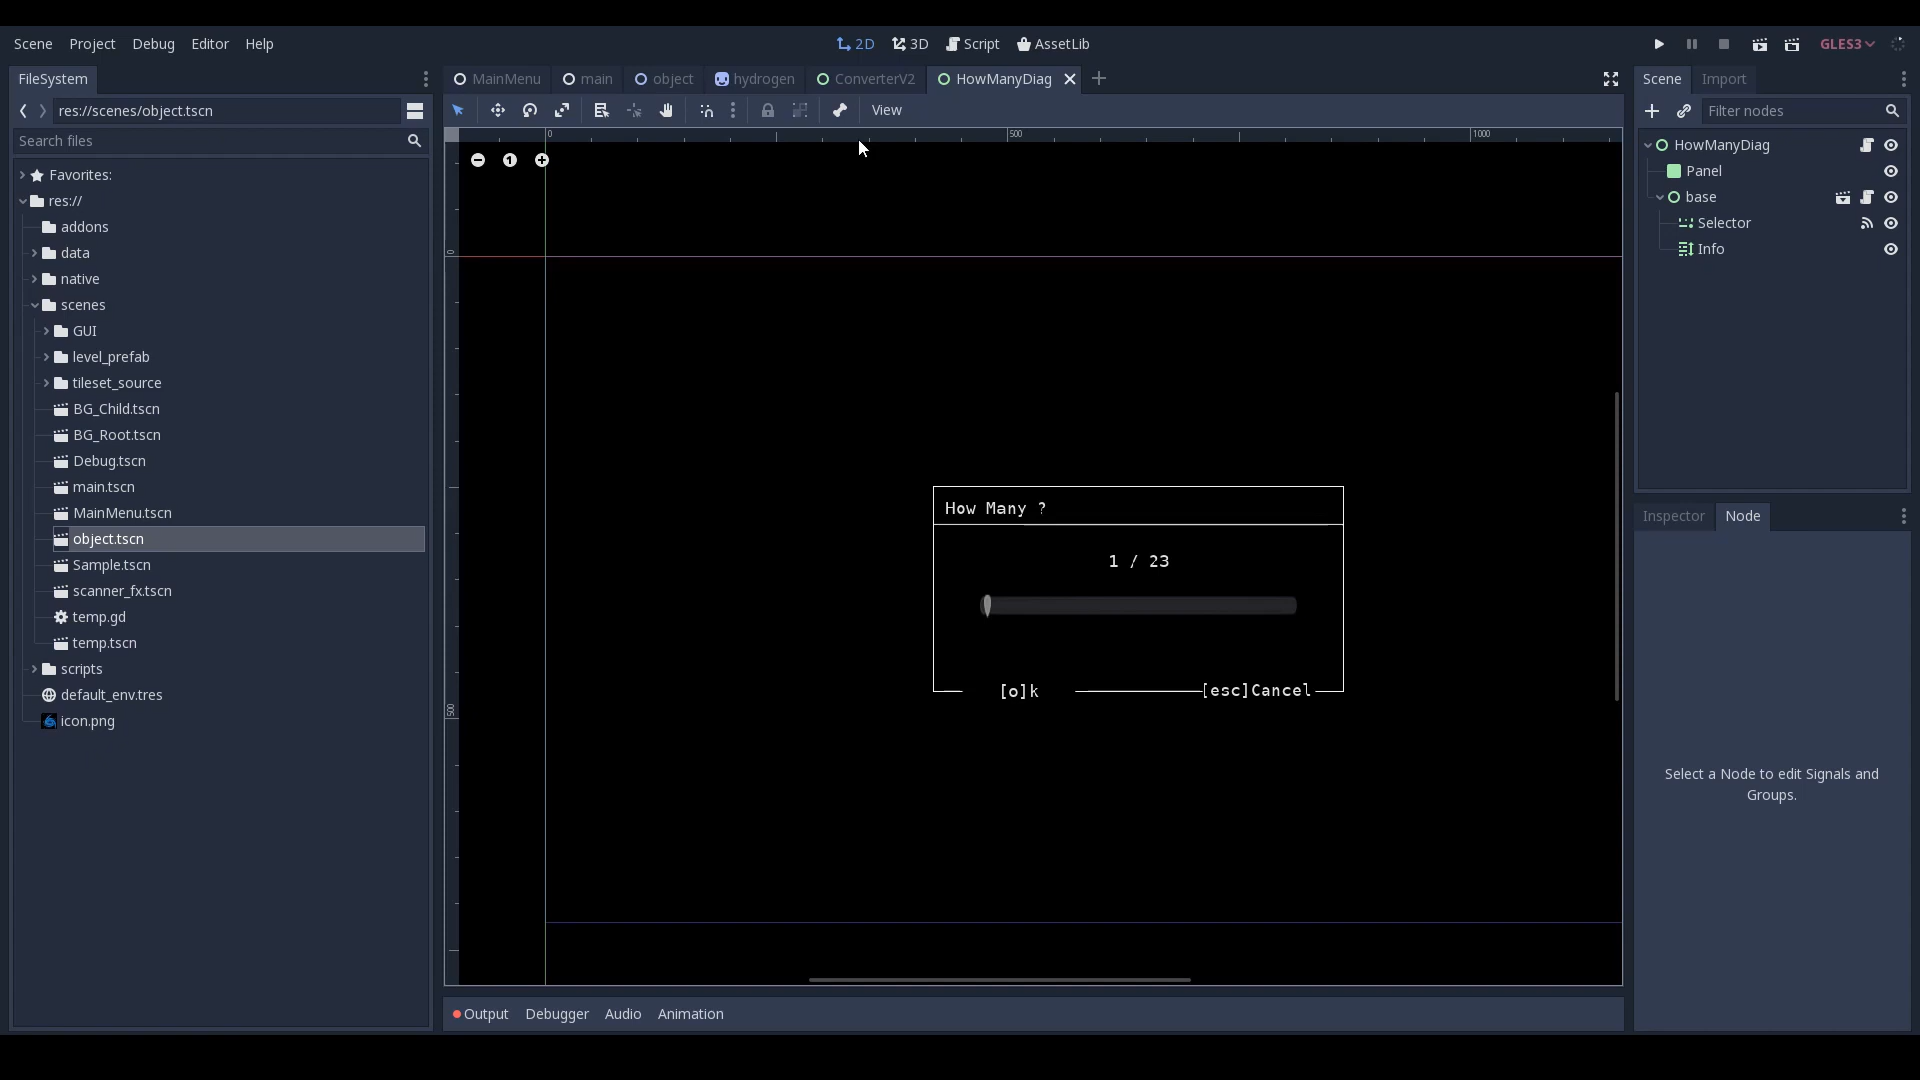 Scene Project Debug Editor Help
2D 3D Script AssetLib
GLES3
FileSystem
MainMenu main object hydrogen ConverterV2 HowManyDiag
Scene Import
res://scenes/object.tscn
View
Filter nodes
Search files
0 500 1000
1
0
500
Favorites:
res://
addons
data
native
scenes
GUI
level_prefab
tileset_source
BG_Child.tscn
BG_Root.tscn
Debug.tscn
main.tscn
MainMenu.tscn
object.tscn
Sample.tscn
scanner_fx.tscn
temp.gd
temp.tscn
scripts
default_env.tres
icon.png
How Many ?
1 / 23
[o]k [esc]Cancel
Output Debugger Audio Animation
HowManyDiag
Panel
base
Selector
Info
Inspector Node
Select a Node to edit Signals and
Groups.